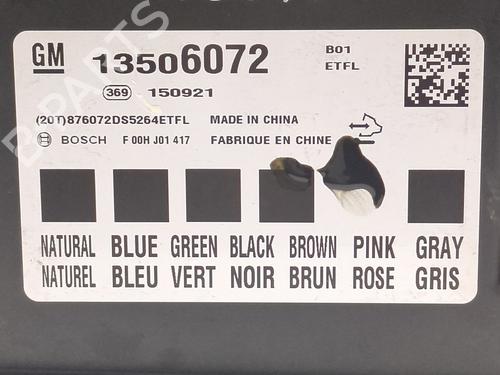 GM 13506072 B01
ETFL
369 150921
(20T)876072DS5264ETFL MADE IN CHINA
BOSCH F 00H J01 417 FABRIQUE EN CHINE
NATURAL BLUE GREEN BLACK BROWN PINK GRAY
NATUREL BLEU VERT NOIR BRUN ROSE GRIS